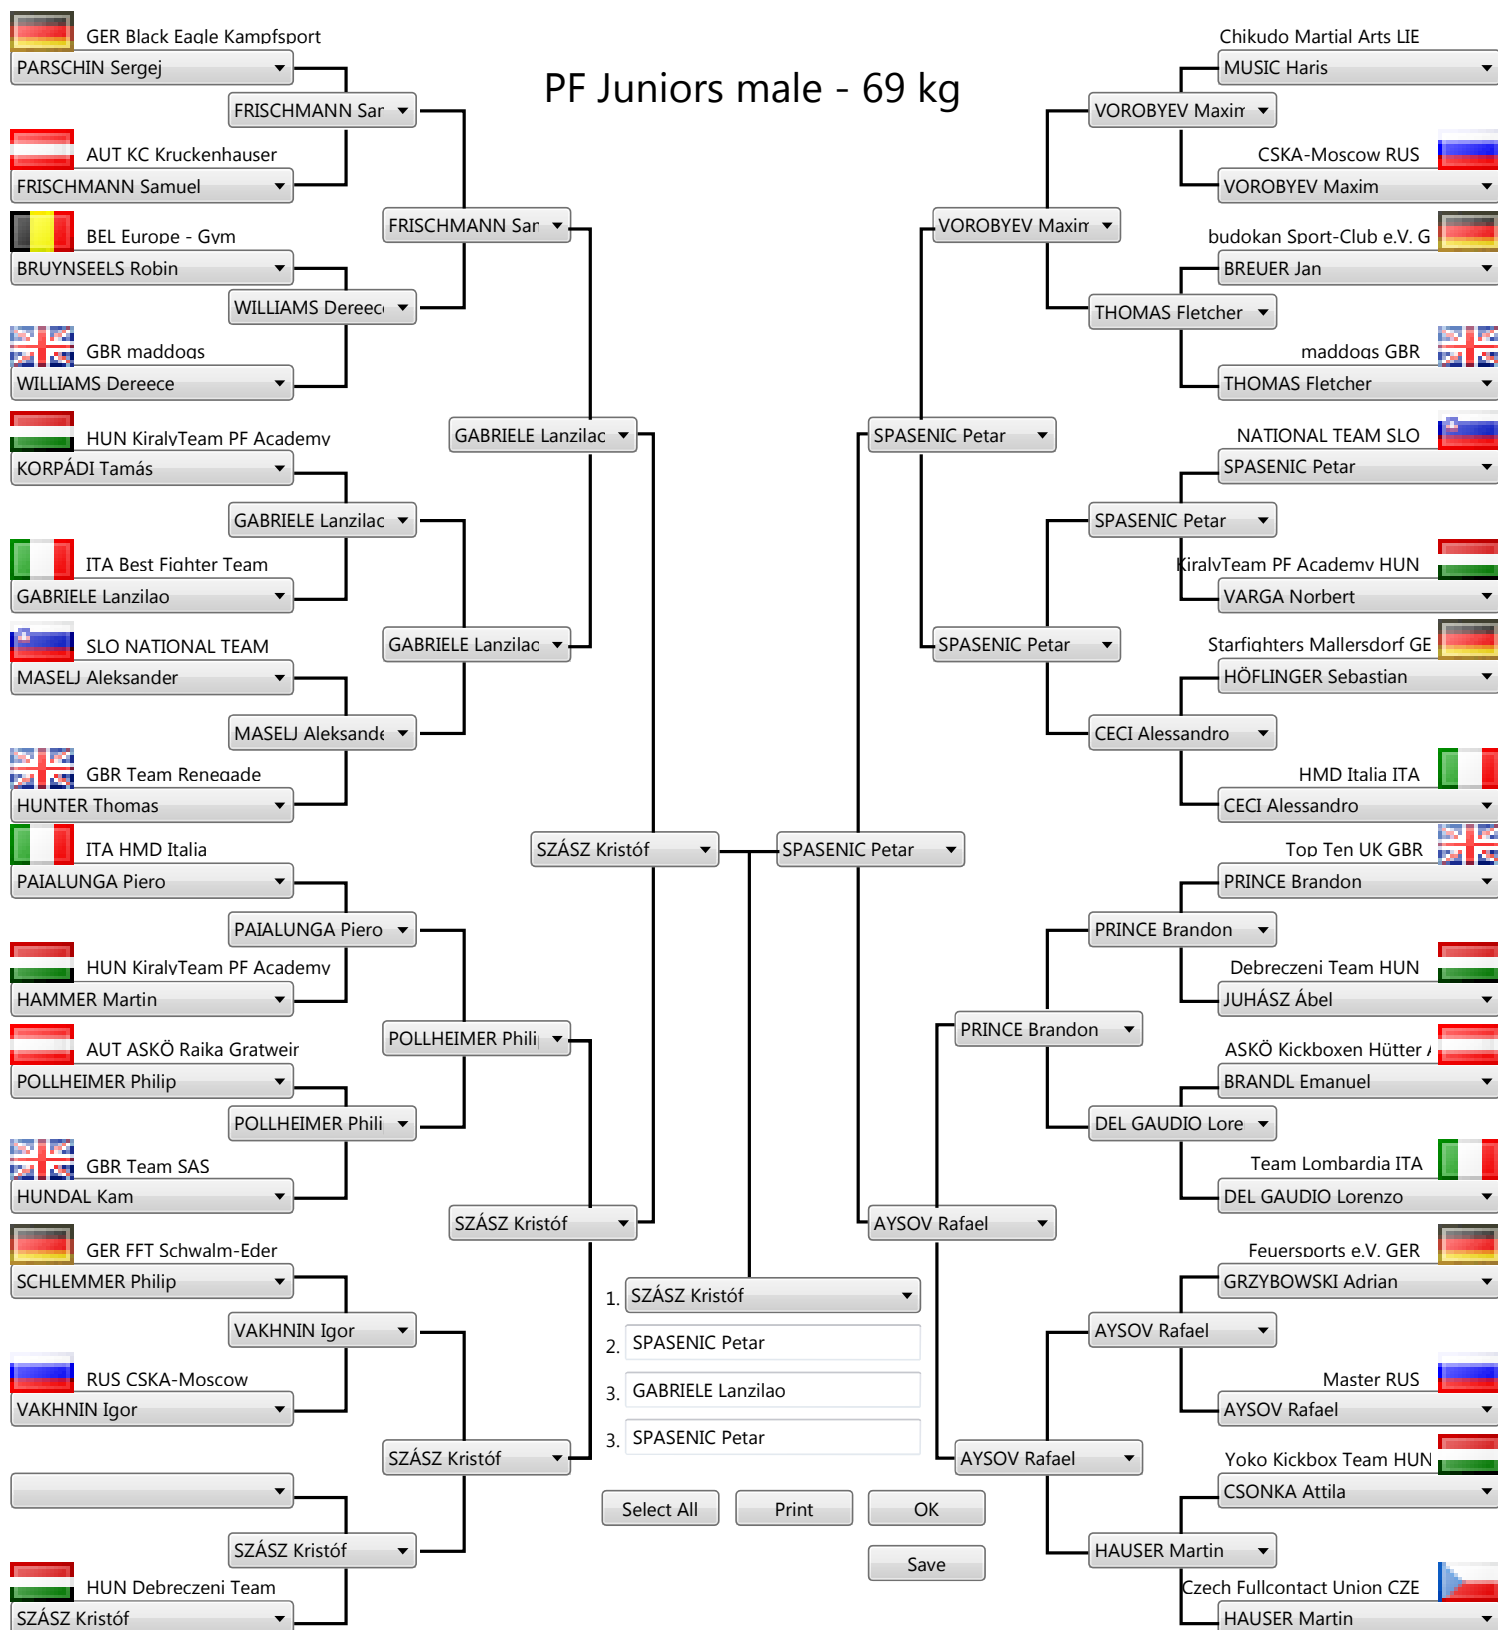 PF Juniors male - 69 kg
GER Black Eagle Kampfsport
PARSCHIN Sergej
FRISCHMANN Sar
AUT KC Kruckenhauser
FRISCHMANN Samuel
FRISCHMANN Sar
BEL Europe - Gym
BRUYNSEELS Robin
WILLIAMS Dereec
GBR maddogs
WILLIAMS Dereece
GABRIELE Lanzilac
HUN KiralyTeam PF Academy
KORPÁDI Tamás
GABRIELE Lanzilac
ITA Best Fighter Team
GABRIELE Lanzilao
GABRIELE Lanzilac
SLO NATIONAL TEAM
MASELJ Aleksander
MASELJ Aleksande
GBR Team Renegade
HUNTER Thomas
SZÁSZ Kristóf
ITA HMD Italia
PAIALUNGA Piero
PAIALUNGA Piero
HUN KiralyTeam PF Academy
HAMMER Martin
POLLHEIMER Phili
AUT ASKÖ Raika Gratwein
POLLHEIMER Philip
POLLHEIMER Phili
GBR Team SAS
HUNDAL Kam
SZÁSZ Kristóf
GER FFT Schwalm-Eder
SCHLEMMER Philip
VAKHNIN Igor
RUS CSKA-Moscow
VAKHNIN Igor
SZÁSZ Kristóf
SZÁSZ Kristóf
HUN Debreczeni Team
SZÁSZ Kristóf
Chikudo Martial Arts LIE
MUSIC Haris
VOROBYEV Maxim
CSKA-Moscow RUS
VOROBYEV Maxim
VOROBYEV Maxim
budokan Sport-Club e.V. G
BREUER Jan
THOMAS Fletcher
maddogs GBR
THOMAS Fletcher
SPASENIC Petar
NATIONAL TEAM SLO
SPASENIC Petar
SPASENIC Petar
KiralyTeam PF Academy HUN
VARGA Norbert
SPASENIC Petar
Starfighters Mallersdorf GE
HÖFLINGER Sebastian
CECI Alessandro
HMD Italia ITA
CECI Alessandro
SPASENIC Petar
Top Ten UK GBR
PRINCE Brandon
PRINCE Brandon
Debreczeni Team HUN
JUHÁSZ Ábel
PRINCE Brandon
ASKÖ Kickboxen Hütter A
BRANDL Emanuel
DEL GAUDIO Lore
Team Lombardia ITA
DEL GAUDIO Lorenzo
AYSOV Rafael
Feuersports e.V. GER
GRZYBOWSKI Adrian
AYSOV Rafael
Master RUS
AYSOV Rafael
AYSOV Rafael
Yoko Kickbox Team HUN
CSONKA Attila
HAUSER Martin
Czech Fullcontact Union CZE
HAUSER Martin
1. SZÁSZ Kristóf
2. SPASENIC Petar
3. GABRIELE Lanzilao
3. SPASENIC Petar
Select All
Print
OK
Save